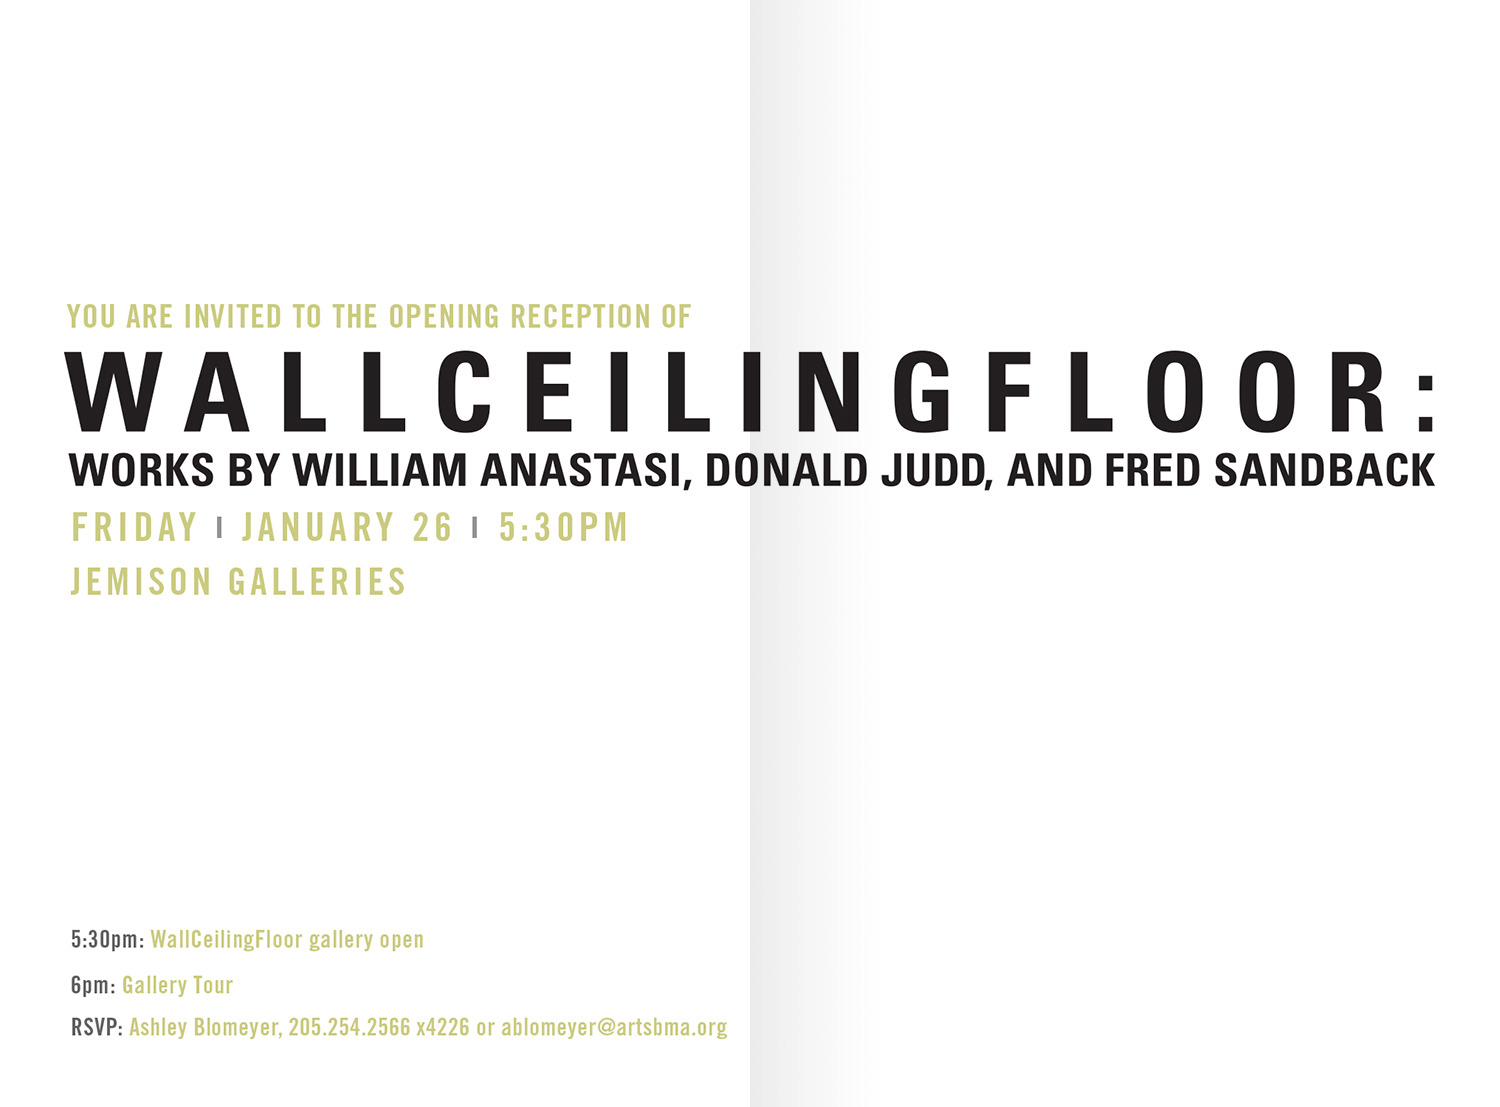 YOU ARE INVITED TO THE OPENING RECEPTION OF
WALLCEILINGFLOOR:
WORKS BY WILLIAM ANASTASI, DONALD JUDD, AND FRED SANDBACK
FRIDAY | JANUARY 26 | 5:30PM
JEMISON GALLERIES
5:30pm: WallCeilingFloor gallery open
6pm: Gallery Tour
RSVP: Ashley Blomeyer, 205.254.2566 x4226 or ablomeyer@artsbma.org